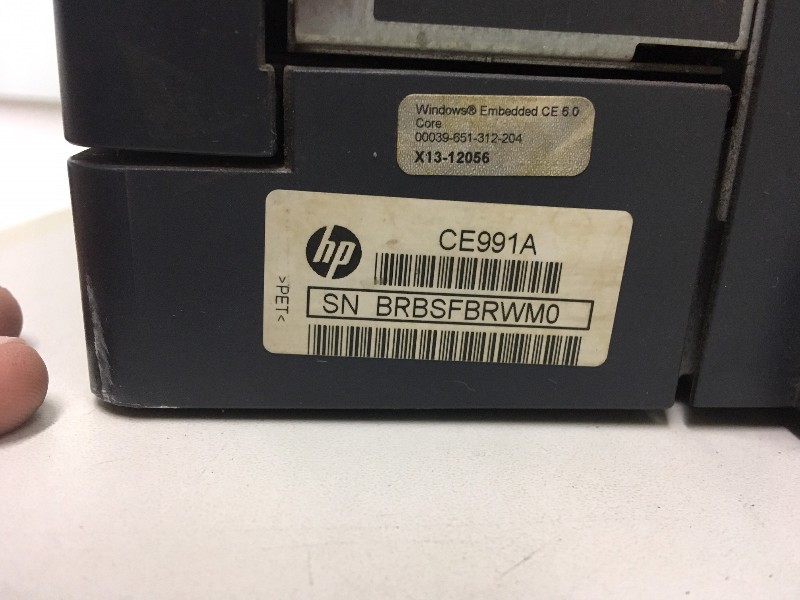 Windows® Embedded CE 6.0
Core
00039-651-312-204
X13-12056
hp
CE991A
SN BRBSFBRWM0
>PET<